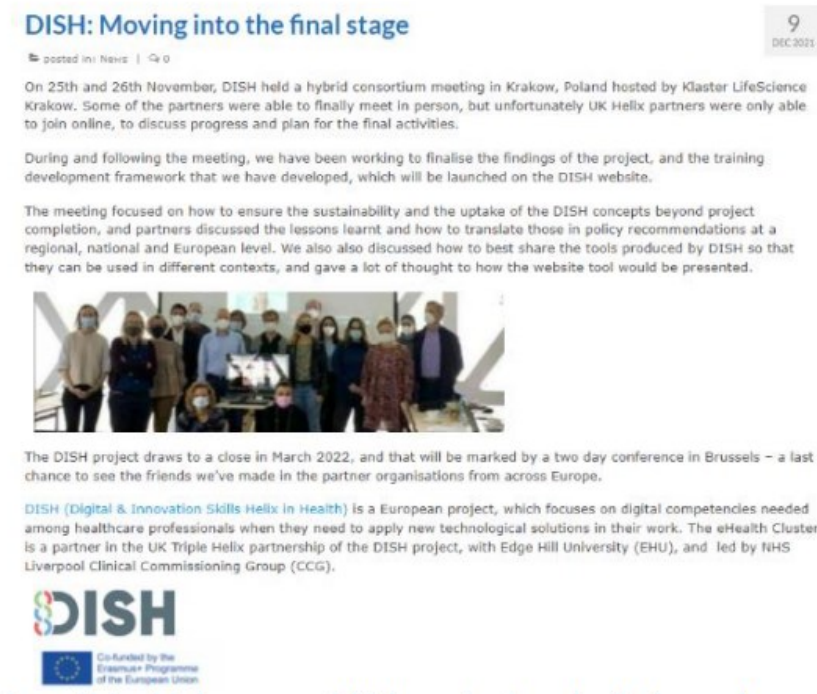 DISH: Moving into the final stage
9
DEC 2021
posted in: News | 0
On 25th and 26th November, DISH held a hybrid consortium meeting in Krakow, Poland hosted by Klaster LifeScience
Krakow. Some of the partners were able to finally meet in person, but unfortunately UK Helix partners were only able
to join online, to discuss progress and plan for the final activities.
During and following the meeting, we have been working to finalise the findings of the project, and the training
development framework that we have developed, which will be launched on the DISH website.
The meeting focused on how to ensure the sustainability and the uptake of the DISH concepts beyond project
completion, and partners discussed the lessons learnt and how to translate those in policy recommendations at a
regional, national and European level. We also also discussed how to best share the tools produced by DISH so that
they can be used in different contexts, and gave a lot of thought to how the website tool would be presented.
The DISH project draws to a close in March 2022, and that will be marked by a two day conference in Brussels – a last
chance to see the friends we've made in the partner organisations from across Europe.
DISH (Digital & Innovation Skills Helix in Health) is a European project, which focuses on digital competencies needed
among healthcare professionals when they need to apply new technological solutions in their work. The eHealth Cluster
is a partner in the UK Triple Helix partnership of the DISH project, with Edge Hill University (EHU), and led by NHS
Liverpool Clinical Commissioning Group (CCG).
DISH
Co-funded by the
Erasmus+ Programme
of the European Union